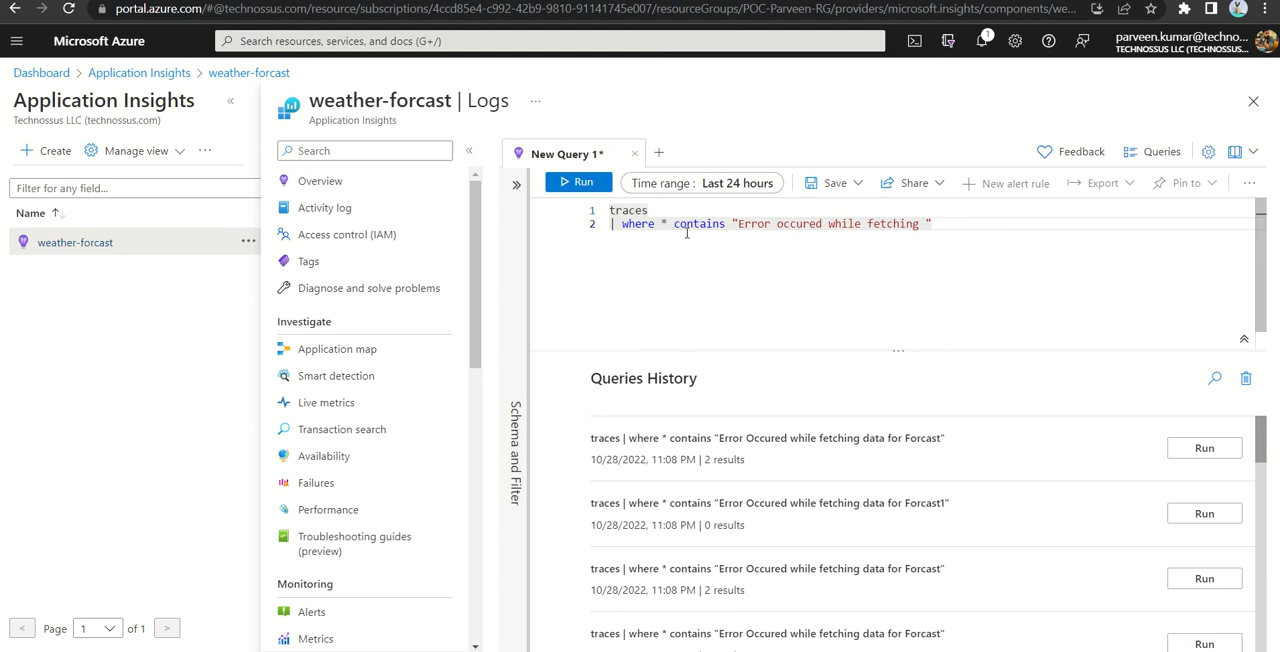 portal.azure.com/#@technossus.com/resource/subscriptions/4ccd85e4-c992-42b9-9810-91141745e007/resourceGroups/POC-Parveen-RG/providers/microsoft.insights/components/we...
Microsoft Azure
Search resources, services, and docs (G+/)
1
parveen.kumar@techno...
TECHNOSSUS LLC (TECHNOSSUS...
Dashboard > Application Insights > weather-forcast
Application Insights
Technossus LLC (technossus.com)
Create
Manage view
...
Filter for any field...
Name
weather-forcast
...
< Page 1 of 1 >
weather-forcast | Logs
...
Application Insights
Search
Overview
Activity log
Access control (IAM)
Tags
Diagnose and solve problems
Investigate
Application map
Smart detection
Live metrics
Transaction search
Availability
Failures
Performance
Troubleshooting guides
(preview)
Monitoring
Alerts
Metrics
New Query 1*
Feedback
Queries
Schema and Filter
Run
Time range : Last 24 hours
Save
Share
New alert rule
Export
Pin to
...
1 traces
2 | where * contains "Error occured while fetching "
...
Queries History
traces | where * contains "Error Occured while fetching data for Forcast"
10/28/2022, 11:08 PM | 2 results
Run
traces | where * contains "Error Occured while fetching data for Forcast1"
10/28/2022, 11:08 PM | 0 results
Run
traces | where * contains "Error Occured while fetching data for Forcast"
10/28/2022, 11:08 PM | 2 results
Run
traces | where * contains "Error Occured while fetching data for Forcast"
Run